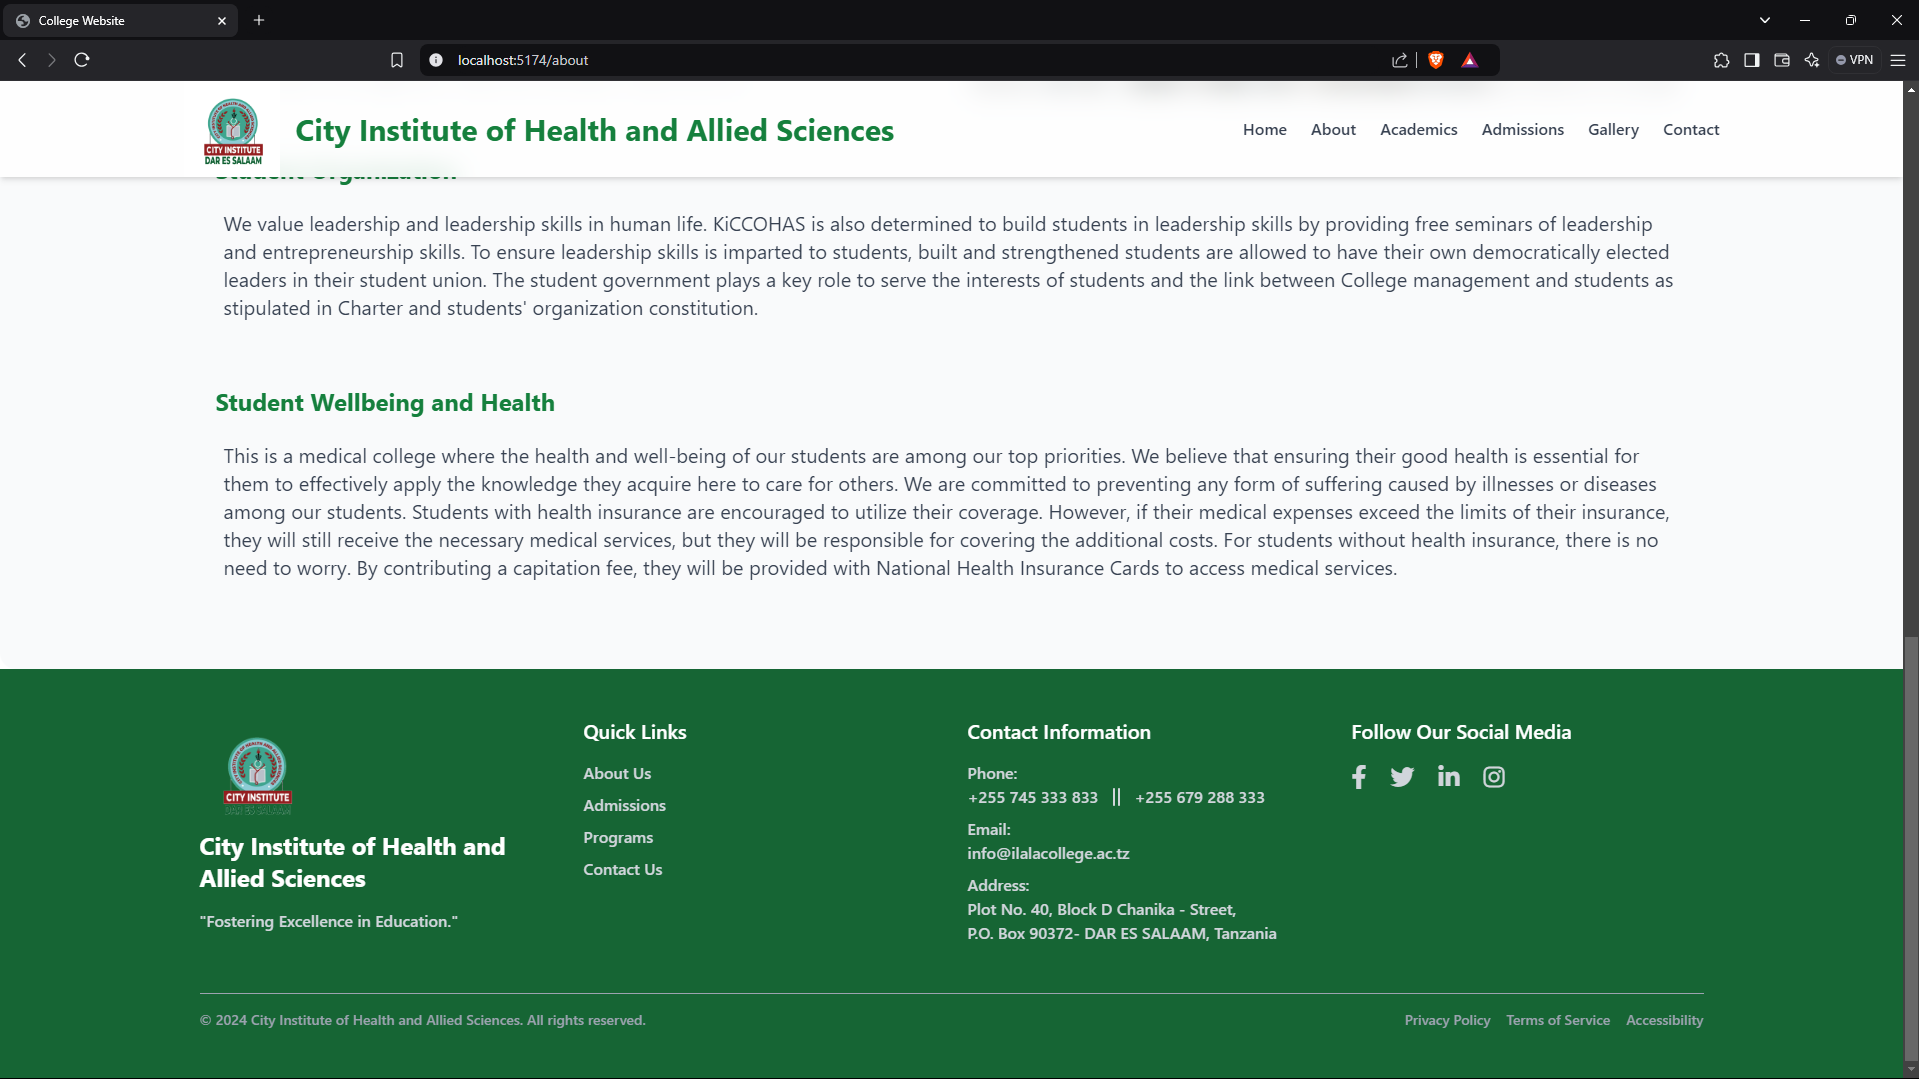 College Website
localhost:5174/about
VPN
CITY INSTITUTE
DAR ES SALAAM
City Institute of Health and Allied Sciences
Home About Academics Admissions Gallery Contact
Student Organization
We value leadership and leadership skills in human life. KiCCOHAS is also determined to build students in leadership skills by providing free seminars of leadership
and entrepreneurship skills. To ensure leadership skills is imparted to students, built and strengthened students are allowed to have their own democratically elected
leaders in their student union. The student government plays a key role to serve the interests of students and the link between College management and students as
stipulated in Charter and students' organization constitution.
Student Wellbeing and Health
This is a medical college where the health and well-being of our students are among our top priorities. We believe that ensuring their good health is essential for
them to effectively apply the knowledge they acquire here to care for others. We are committed to preventing any form of suffering caused by illnesses or diseases
among our students. Students with health insurance are encouraged to utilize their coverage. However, if their medical expenses exceed the limits of their insurance,
they will still receive the necessary medical services, but they will be responsible for covering the additional costs. For students without health insurance, there is no
need to worry. By contributing a capitation fee, they will be provided with National Health Insurance Cards to access medical services.
CITY INSTITUTE
DAR ES SALAAM
City Institute of Health and
Allied Sciences
"Fostering Excellence in Education."
Quick Links
About Us
Admissions
Programs
Contact Us
Contact Information
Phone:
+255 745 333 833 || +255 679 288 333
Email:
info@ilalacollege.ac.tz
Address:
Plot No. 40, Block D Chanika - Street,
P.O. Box 90372- DAR ES SALAAM, Tanzania
Follow Our Social Media
© 2024 City Institute of Health and Allied Sciences. All rights reserved.
Privacy Policy Terms of Service Accessibility